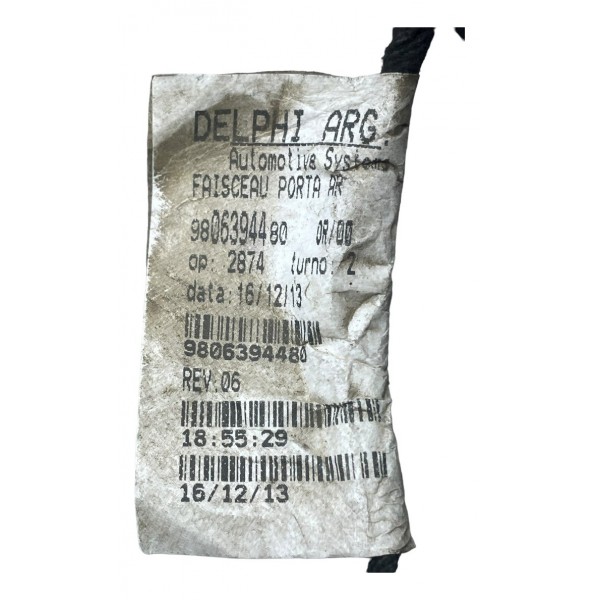 DELPHI ARG.
Automotive Systems
FAISCEAU PORTA AR
9806394480 OR/00
op: 2874 turno: 2
data: 16/12/13
9806394480
REV.06
18:55:29
16/12/13